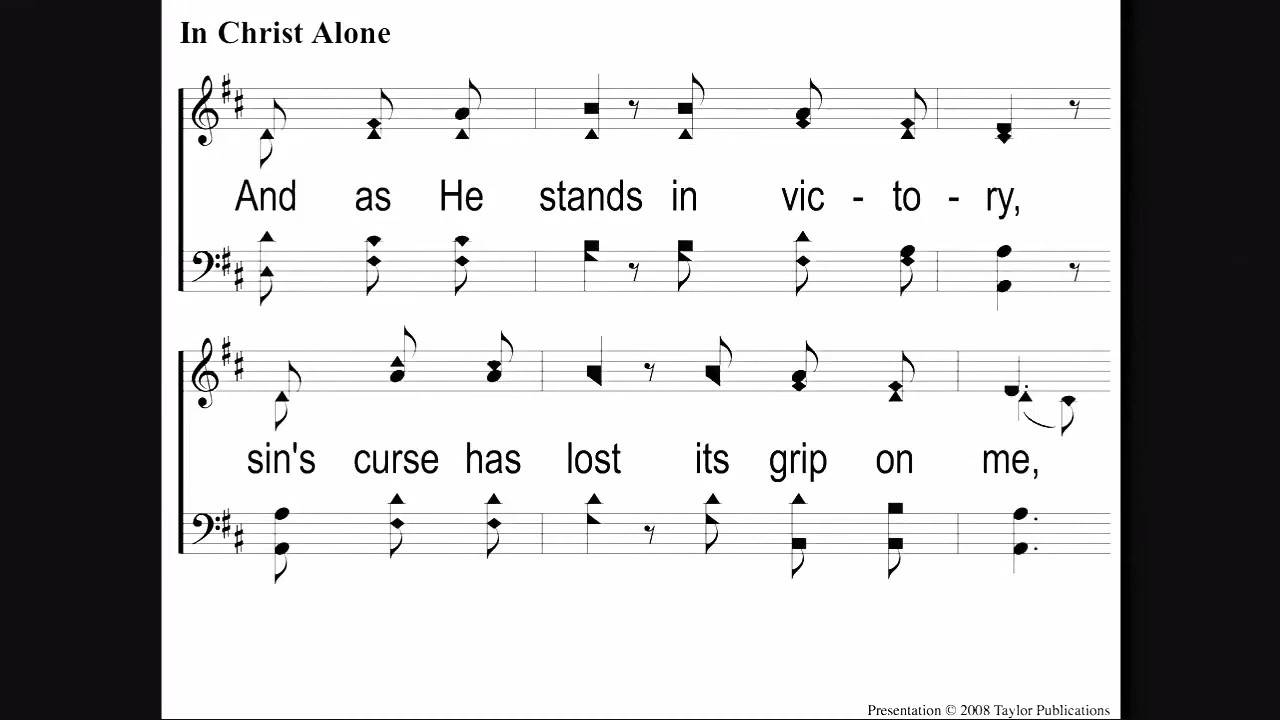 In Christ Alone
And as He stands in vic - to - ry,
sin's curse has lost its grip on me,
Presentation © 2008 Taylor Publications